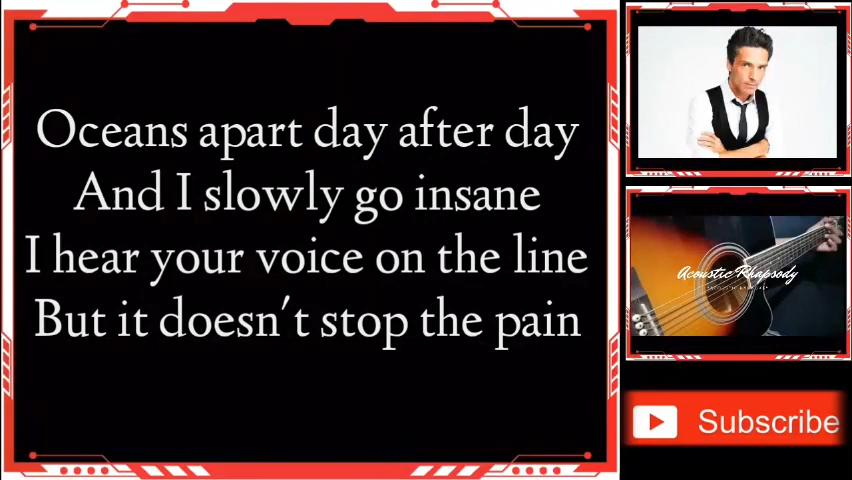 Oceans apart day after day
And I slowly go insane
I hear your voice on the line
But it doesn't stop the pain
Acoustic Rhapsody
Subscribe